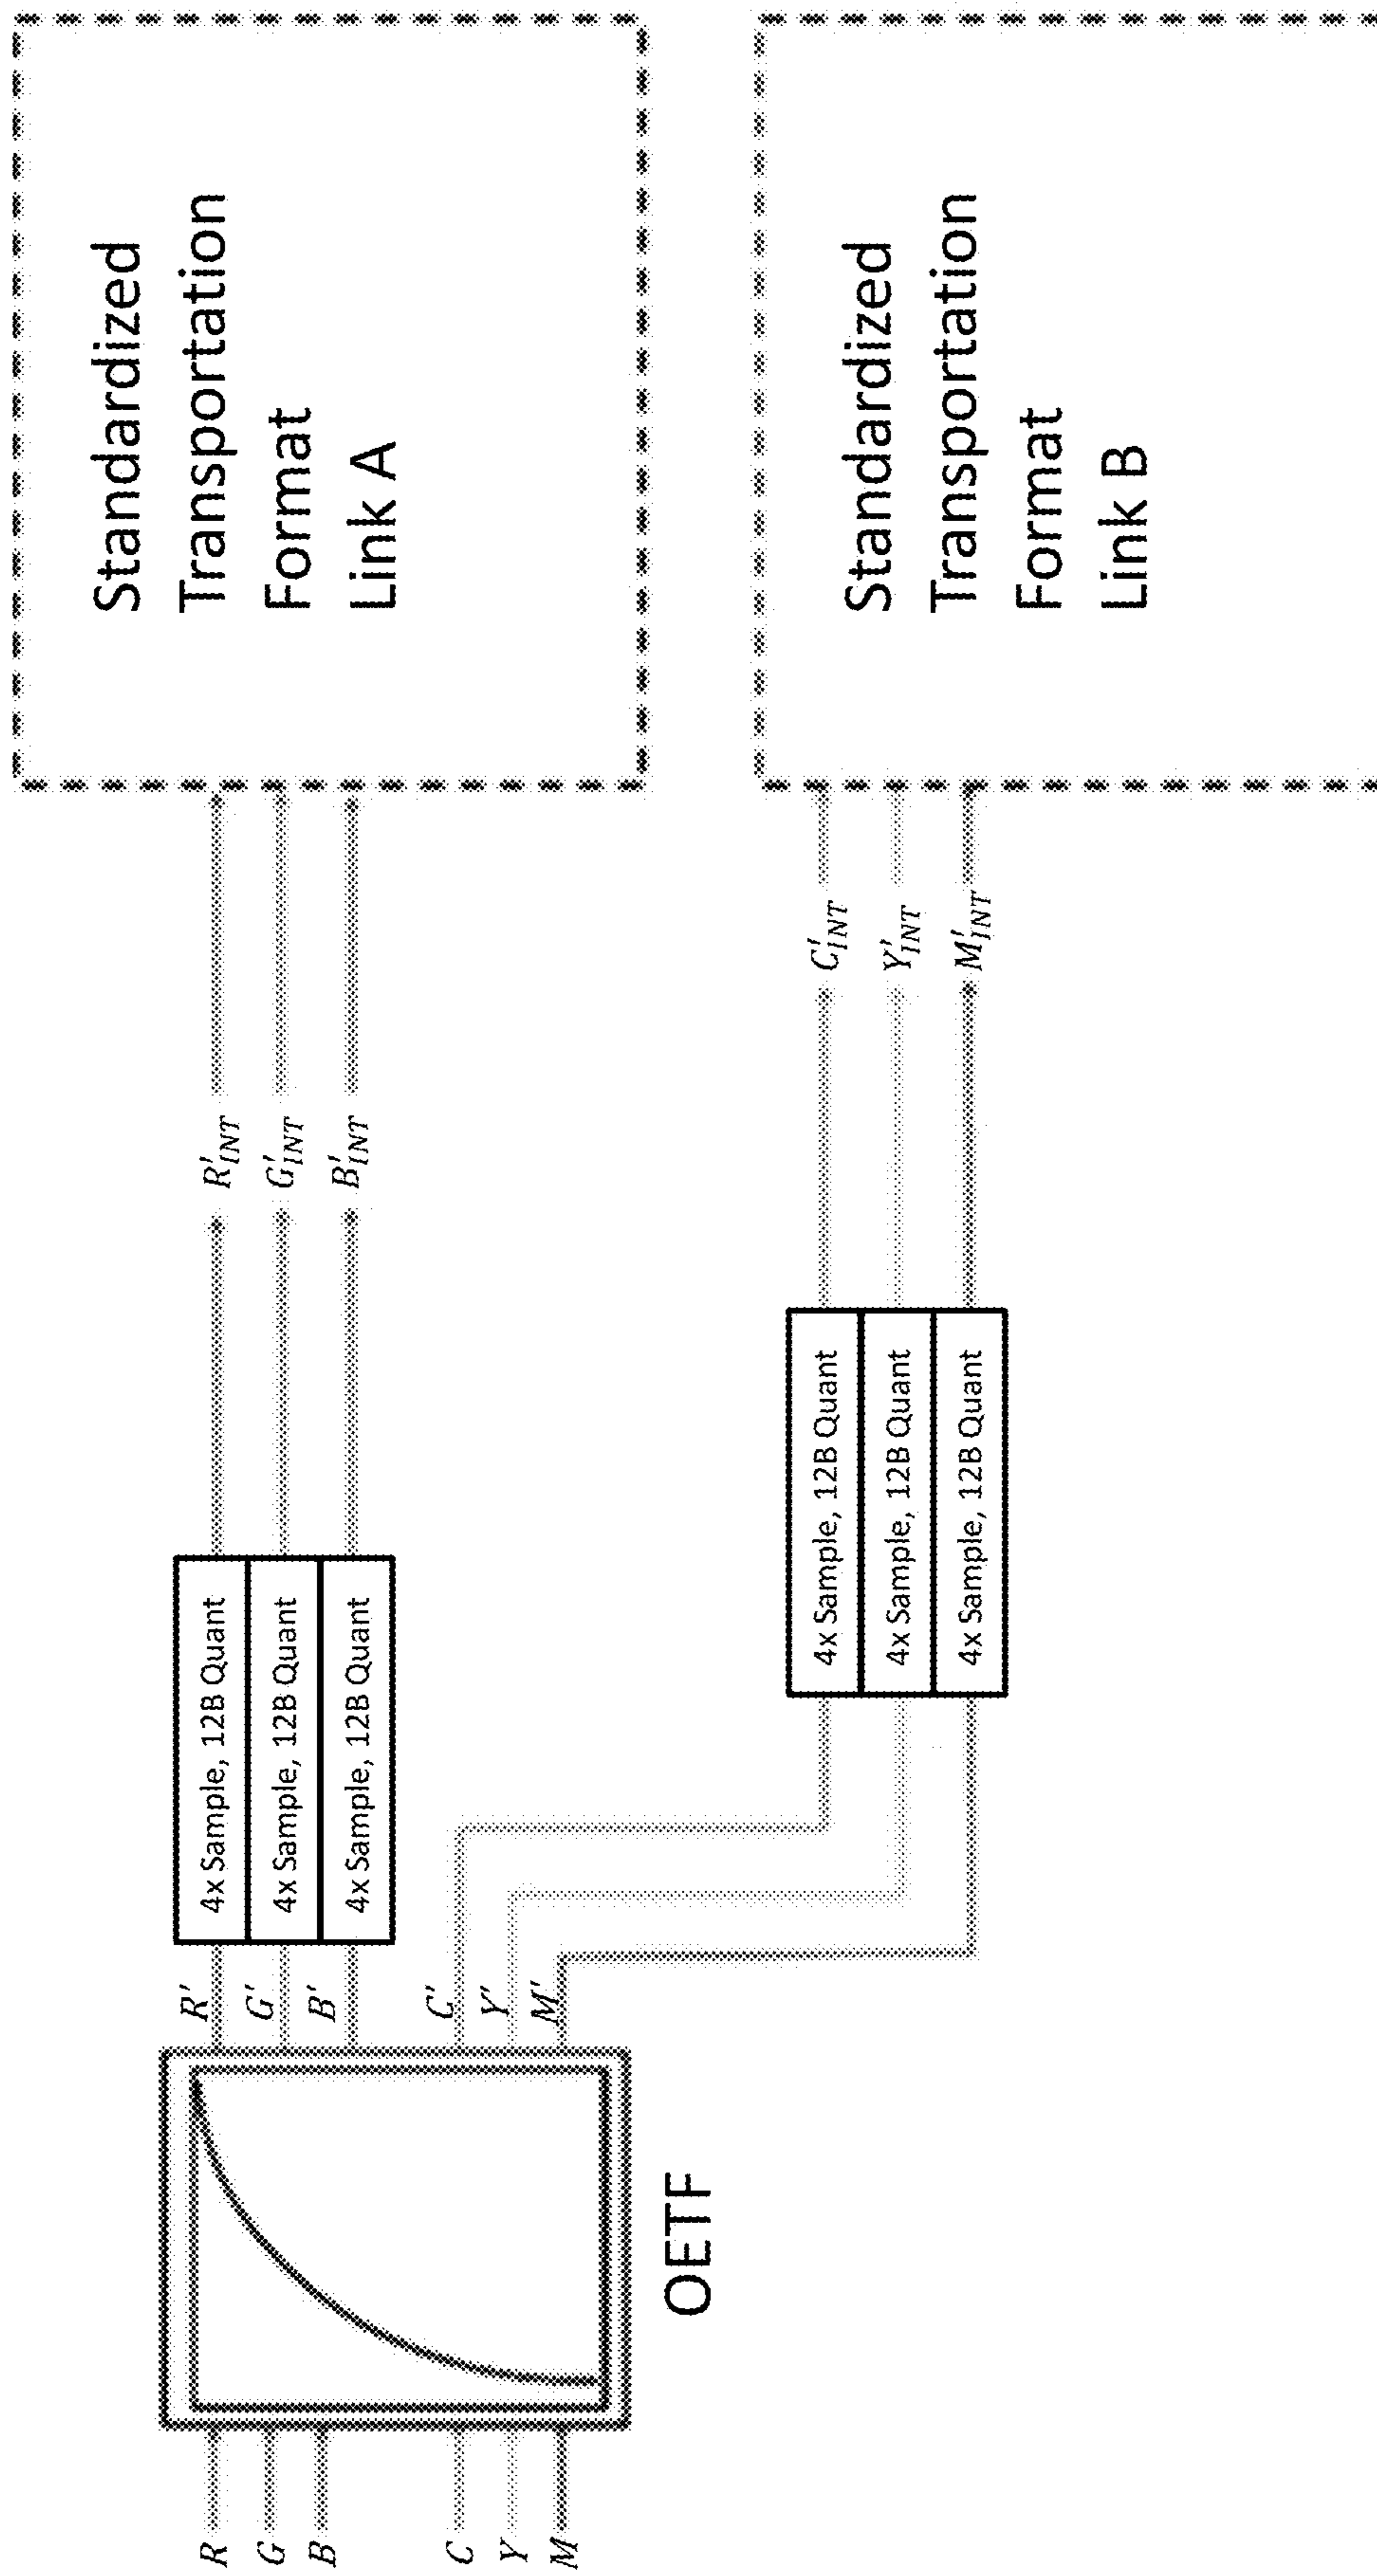 R
G
B
C
Y
M
OETF
R'
G'
B'
C'
Y'
M'
4x Sample, 12B Quant
4x Sample, 12B Quant
4x Sample, 12B Quant
4x Sample, 12B Quant
4x Sample, 12B Quant
4x Sample, 12B Quant
R'INT
G'INT
B'INT
C'INT
Y'INT
M'INT
Standardized
Transportation
Format
Link A
Standardized
Transportation
Format
Link B